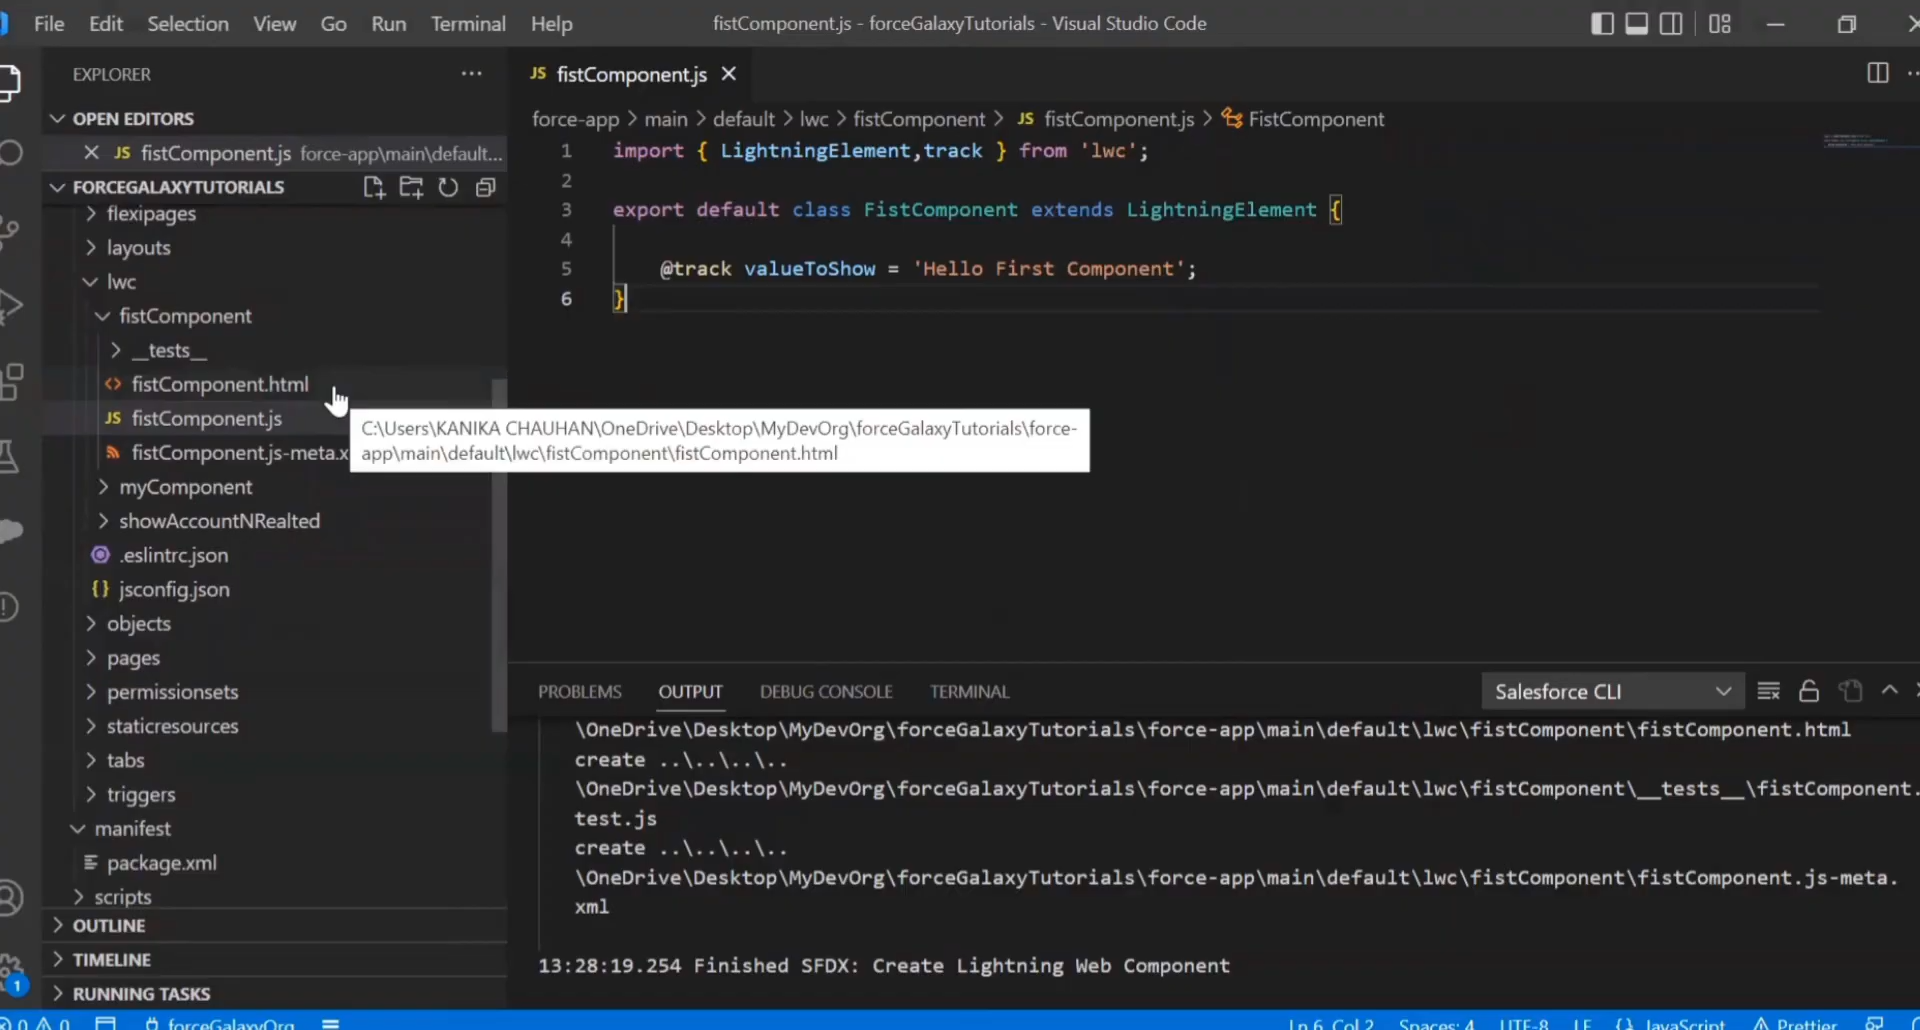 File Edit Selection View Go Run Terminal Help fistComponent.js - forceGalaxyTutorials - Visual Studio Code
EXPLORER
OPEN EDITORS
JS fistComponent.js force-app\main\default...
FORCEGALAXYTUTORIALS
flexipages
layouts
lwc
fistComponent
__tests__
fistComponent.html
JS fistComponent.js
fistComponent.js-meta.x
myComponent
showAccountNRealted
.eslintrc.json
{} jsconfig.json
objects
pages
permissionsets
staticresources
tabs
triggers
manifest
package.xml
scripts
OUTLINE
TIMELINE
RUNNING TASKS
1
C:\Users\KANIKA CHAUHAN\OneDrive\Desktop\MyDevOrg\forceGalaxyTutorials\force-
app\main\default\lwc\fistComponent\fistComponent.html
JS fistComponent.js
force-app > main > default > lwc > fistComponent > JS fistComponent.js > FistComponent
1 import { LightningElement,track } from 'lwc';
2
3 export default class FistComponent extends LightningElement {
4
5 @track valueToShow = 'Hello First Component';
6 }
PROBLEMS OUTPUT DEBUG CONSOLE TERMINAL Salesforce CLI
\OneDrive\Desktop\MyDevOrg\forceGalaxyTutorials\force-app\main\default\lwc\fistComponent\fistComponent.html
create ..\..\..\..
\OneDrive\Desktop\MyDevOrg\forceGalaxyTutorials\force-app\main\default\lwc\fistComponent\__tests__\fistComponent.
test.js
create ..\..\..\..
\OneDrive\Desktop\MyDevOrg\forceGalaxyTutorials\force-app\main\default\lwc\fistComponent\fistComponent.js-meta.
xml
13:28:19.254 Finished SFDX: Create Lightning Web Component
0 0 forceGalaxyOrg Ln 6, Col 2 Spaces: 4 UTF-8 LF {} JavaScript Prettier